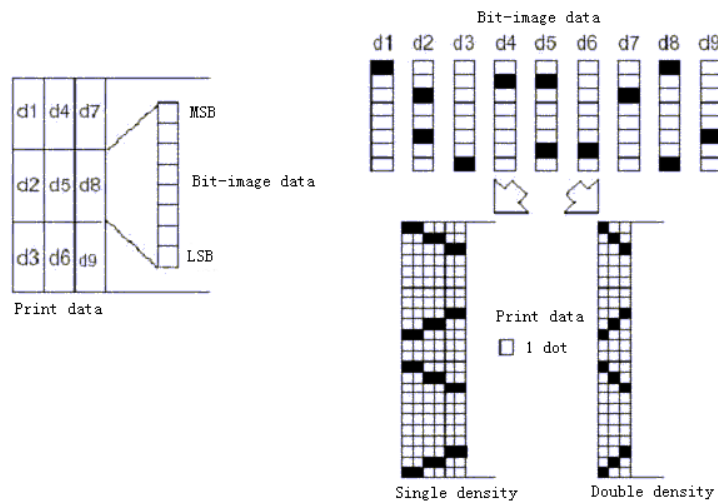 Bit-image data
d1 d2 d3 d4 d5 d6 d7 d8 d9
d1 d4 d7
MSB
d2 d5 d8
Bit-image data
d3 d6 d9
LSB
Print data
Print data
1 dot
Single density
Double density